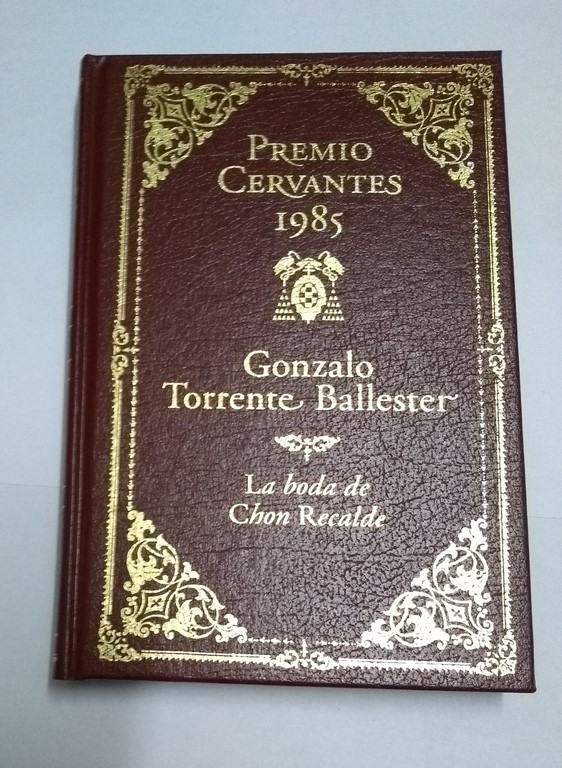 PREMIO
CERVANTES
1985
Gonzalo
Torrente Ballester
La boda de
Chon Recalde